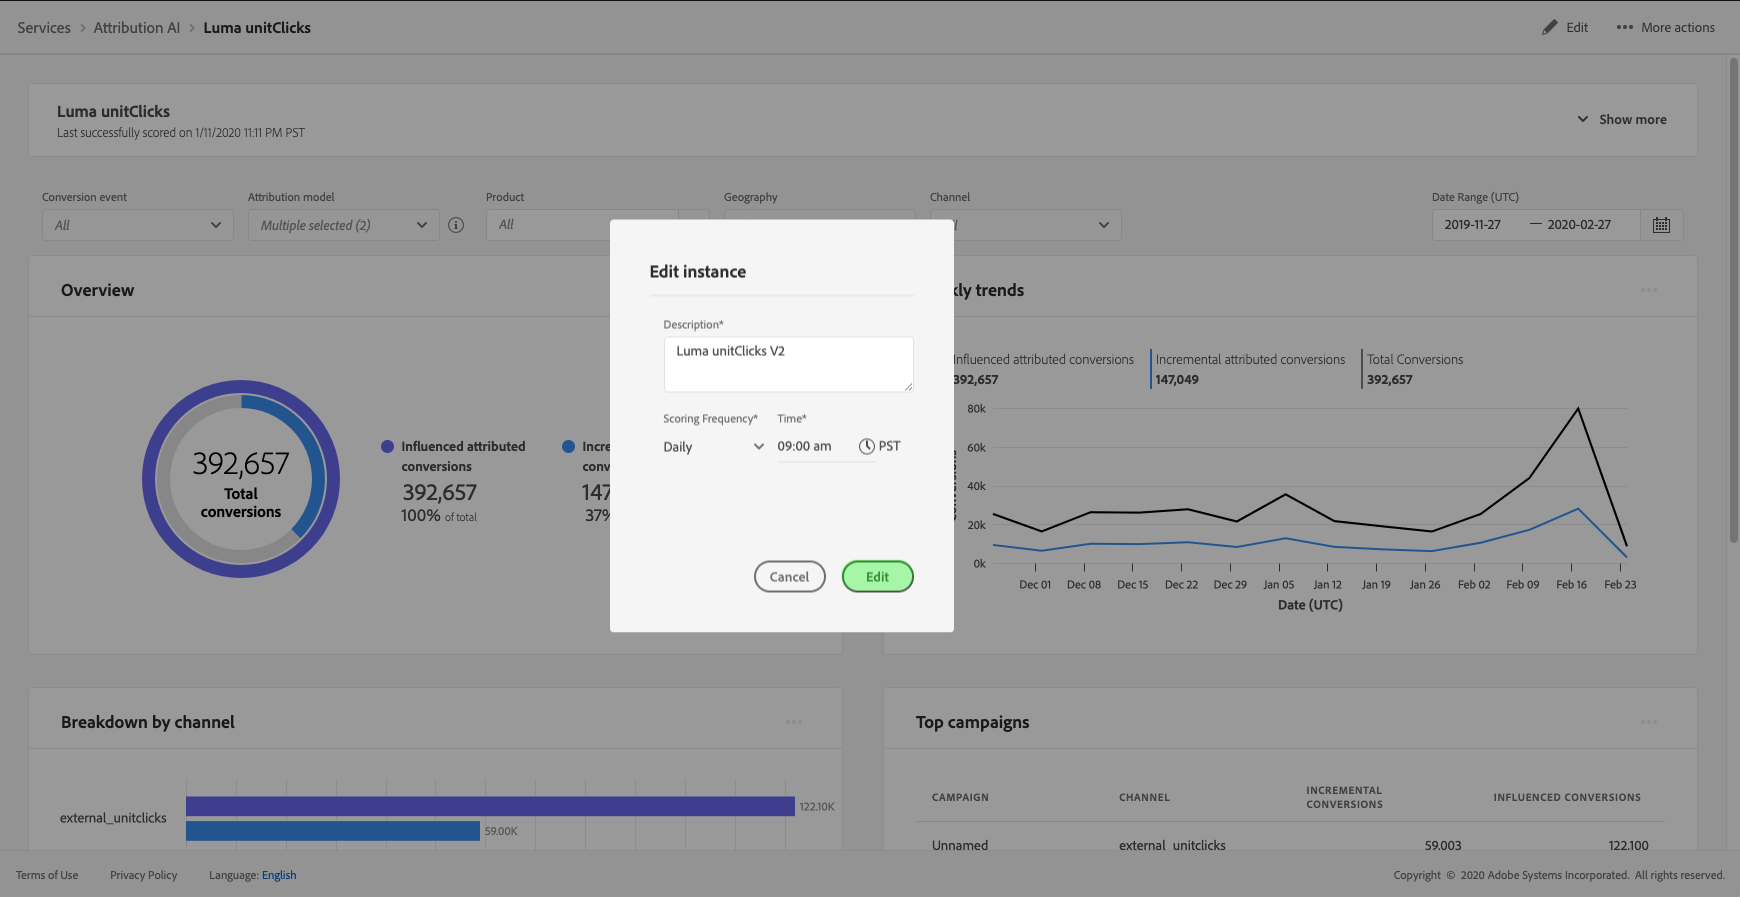 Services > Attribution AI > Luma unitClicks
Edit
More actions
Luma unitClicks
Last successfully scored on 1/11/2020 11:11 PM PST
Show more
Conversion event
All
Attribution model
Multiple selected (2)
Product
All
Geography
Channel
Date Range (UTC)
2019-11-27 — 2020-02-27
Overview
392,657
Total
conversions
Influenced attributed
conversions
392,657
100% of total
37%
Edit instance
Description*
Luma unitClicks V2
Scoring Frequency*
Daily
Time*
09:00 am
PST
Cancel
Edit
trends
Influenced attributed conversions
392,657
Incremental attributed conversions
147,049
Total Conversions
392,657
80k
60k
40k
20k
0k
Dec 01 Dec 08 Dec 15 Dec 22 Dec 29 Jan 05 Jan 12 Jan 19 Jan 26 Feb 02 Feb 09 Feb 16 Feb 23
Date (UTC)
Breakdown by channel
external_unitclicks
122.10K
59.00K
Top campaigns
CAMPAIGN
CHANNEL
INCREMENTAL
CONVERSIONS
INFLUENCED CONVERSIONS
Unnamed
external_unitclicks
59.003
122.100
Terms of Use
Privacy Policy
Language: English
Copyright © 2020 Adobe Systems Incorporated. All rights reserved.